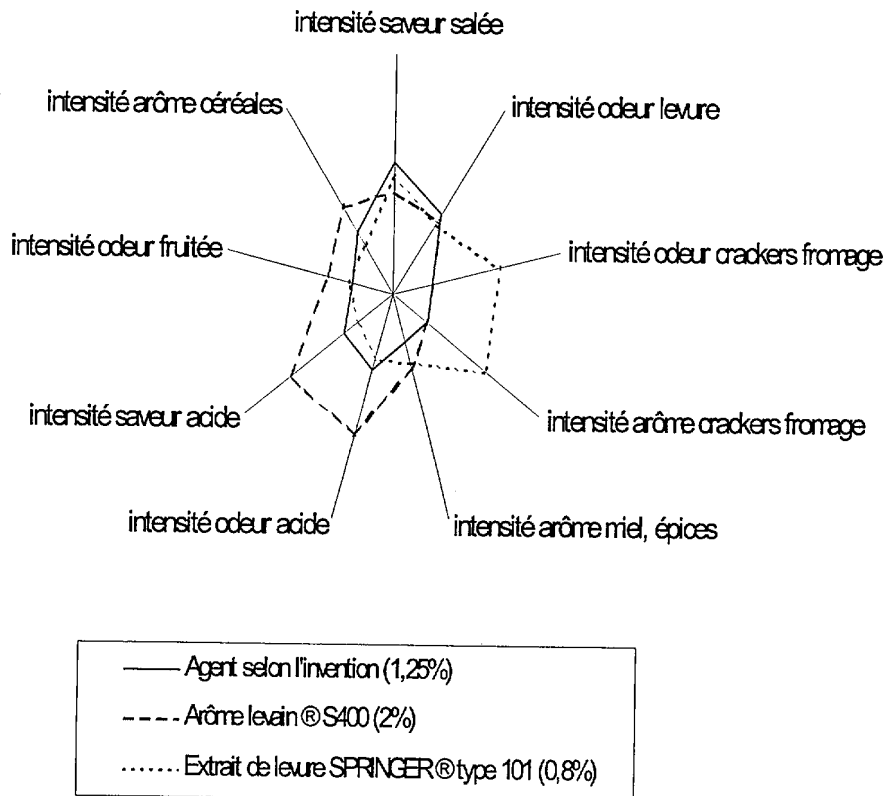 intensité saveur salée
intensité arôme céréales
intensité odeur levure
intensité odeur fruitée
intensité odeur crackers fromage
intensité saveur acide
intensité arôme crackers fromage
intensité odeur acide
intensité arôme miel, épices
Agent selon l'invention (1,25%)
Arôme levain® S400 (2%)
Extrait de levure SPRINGER® type 101 (0,8%)